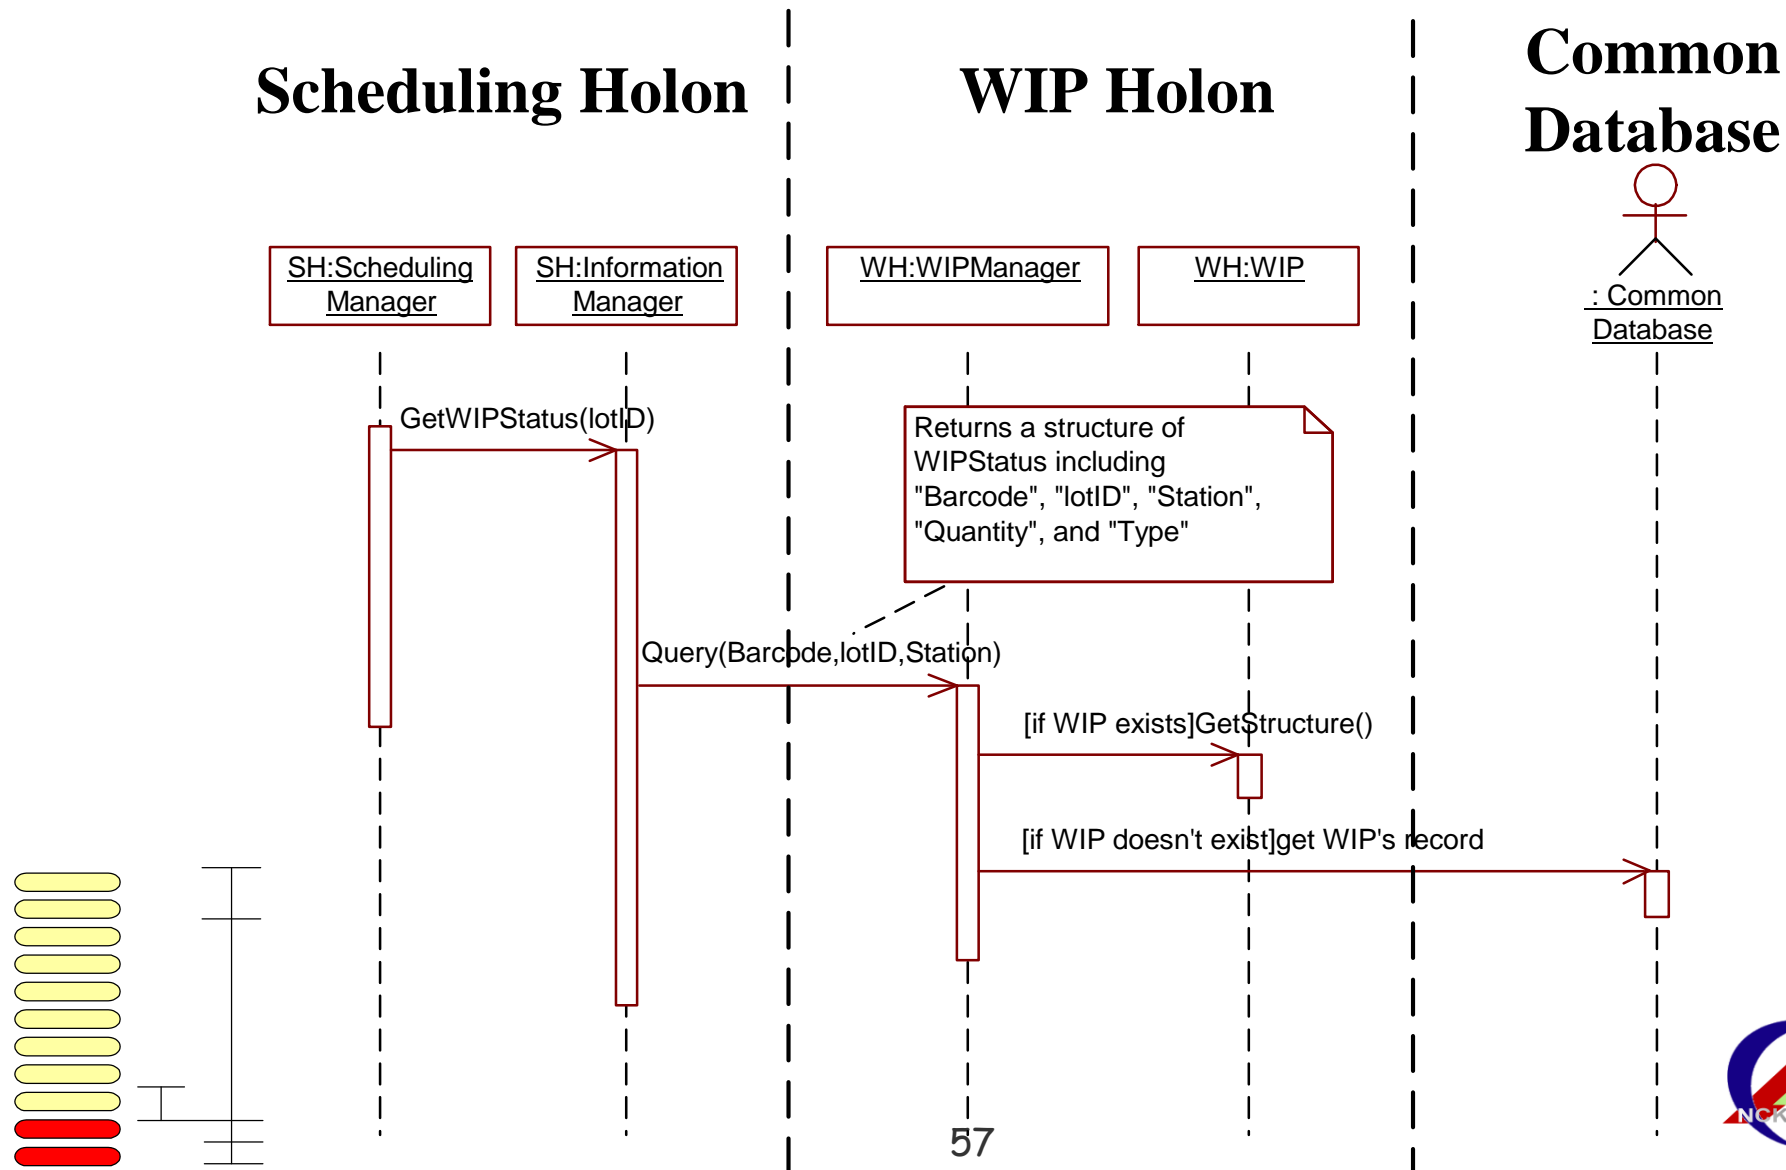 Scheduling Holon
WIP Holon
Common
Database
SH:Scheduling
Manager
SH:Information
Manager
WH:WIPManager
WH:WIP
: Common
Database
GetWIPStatus(lotID)
Returns a structure of
WIPStatus including
"Barcode", "lotID", "Station",
"Quantity", and "Type"
Query(Barcode,lotID,Station)
[if WIP exists]GetStructure()
[if WIP doesn't exist]get WIP's record
57